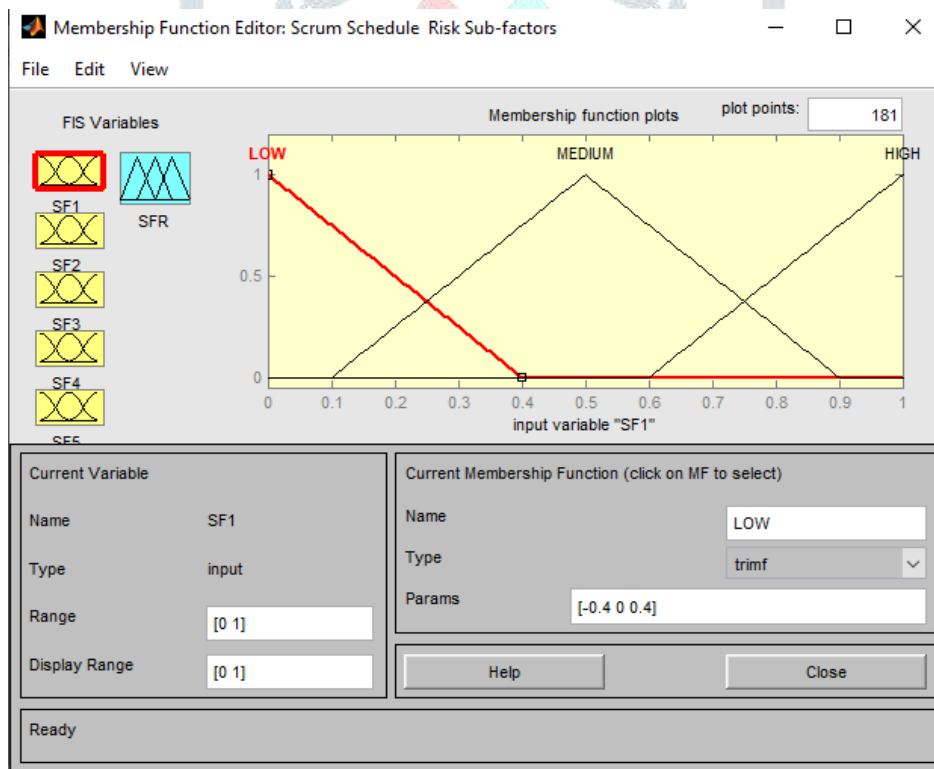 Membership Function Editor: Scrum Schedule Risk Sub-factors
File Edit View
FIS Variables
Membership function plots
plot points: 181
LOW MEDIUM HIGH
SF1
SFR
SF2
SF3
SF4
SF5
1
0.5
0
0 0.1 0.2 0.3 0.4 0.5 0.6 0.7 0.8 0.9 1
input variable "SF1"
Current Variable
Name SF1
Type input
Range [0 1]
Display Range [0 1]
Current Membership Function (click on MF to select)
Name LOW
Type trimf
Params [-0.4 0 0.4]
Help Close
Ready